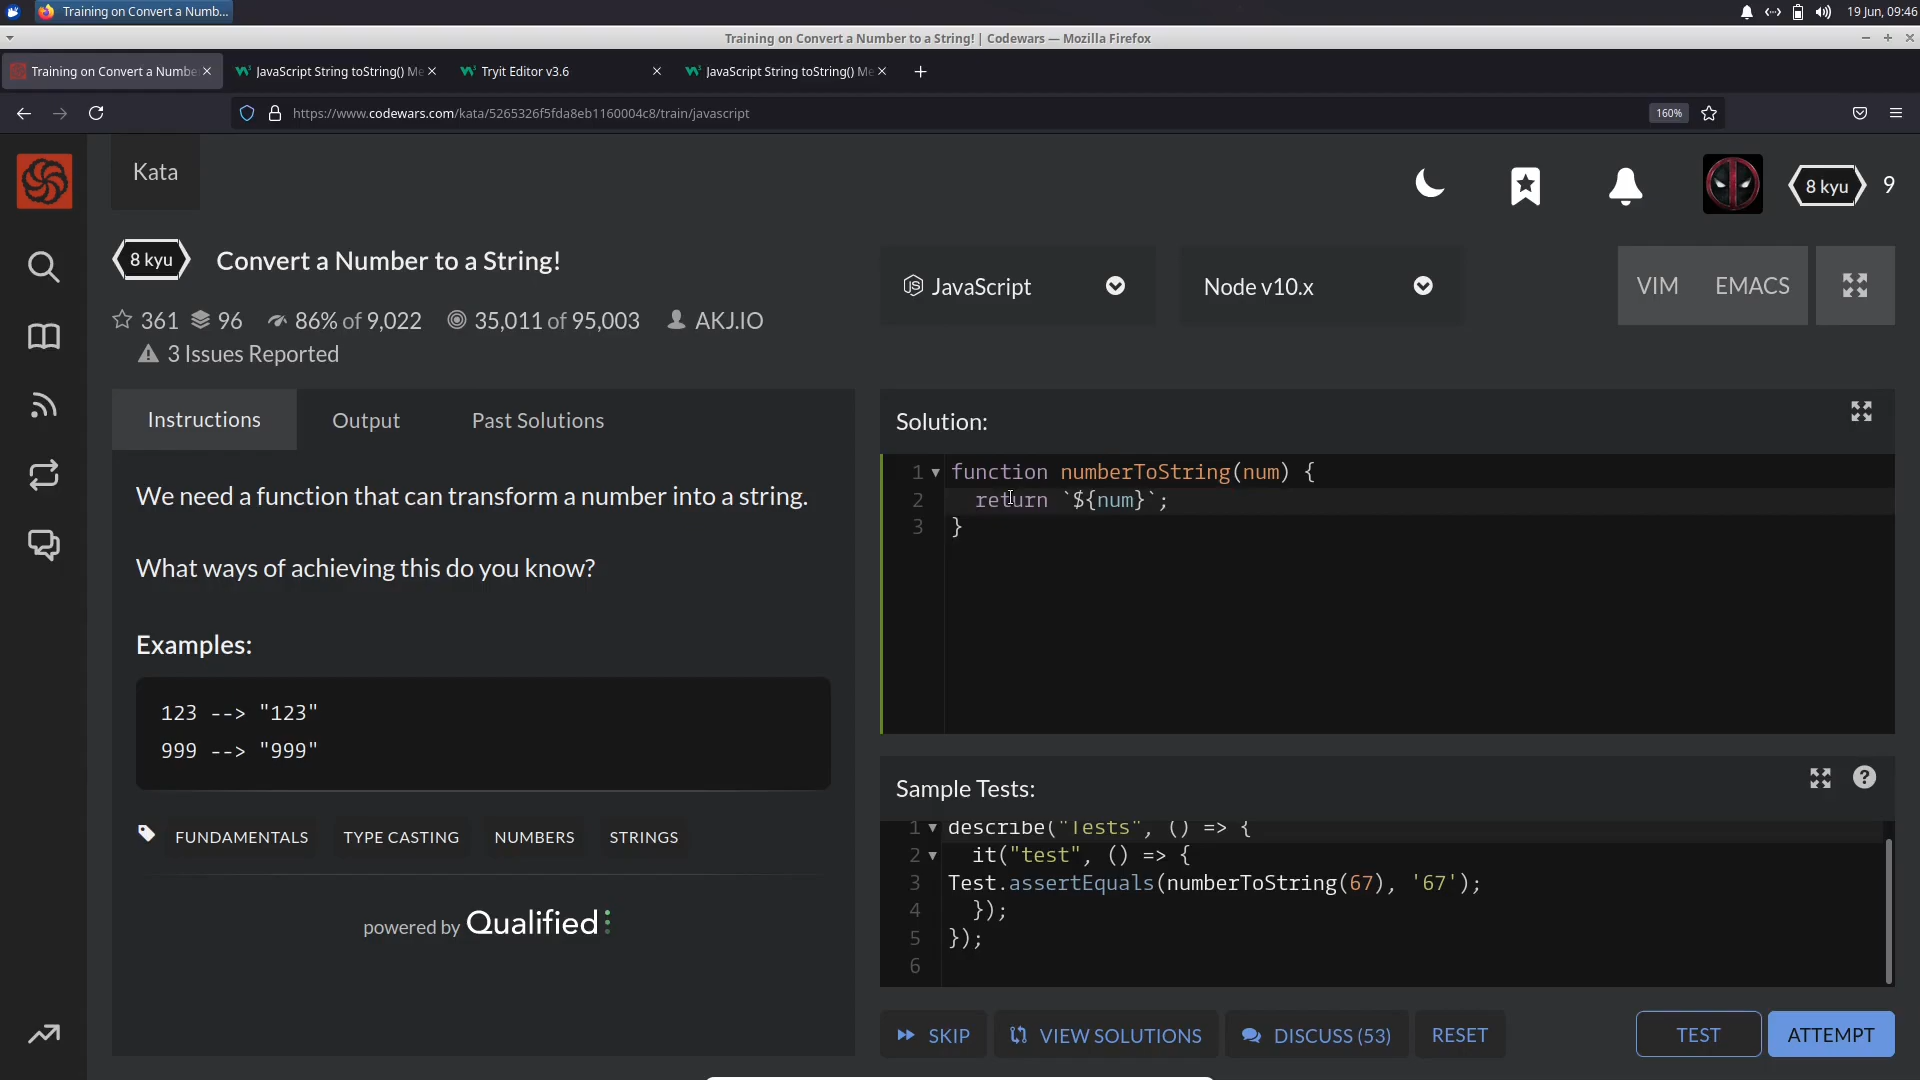 Training on Convert a Numb...
19 Jun, 09:46
Training on Convert a Number to a String! | Codewars — Mozilla Firefox
Training on Convert a Numbe
JavaScript String toString() Me
Tryit Editor v3.6
JavaScript String toString() Me
https://www.codewars.com/kata/5265326f5fda8eb1160004c8/train/javascript
160%
Kata
8 kyu
9
8 kyu
Convert a Number to a String!
361
96
86% of 9,022
35,011 of 95,003
AKJ.IO
3 Issues Reported
JavaScript
Node v10.x
VIM
EMACS
Instructions
Output
Past Solutions
We need a function that can transform a number into a string.
What ways of achieving this do you know?
Examples:
123 --> "123"
999 --> "999"
FUNDAMENTALS
TYPE CASTING
NUMBERS
STRINGS
powered by Qualified
Solution:
1 function numberToString(num) {
2 return `${num}`;
3 }
Sample Tests:
1 describe("Tests", () => {
2 it("test", () => {
3 Test.assertEquals(numberToString(67), '67');
4 });
5 });
6
SKIP
VIEW SOLUTIONS
DISCUSS (53)
RESET
TEST
ATTEMPT